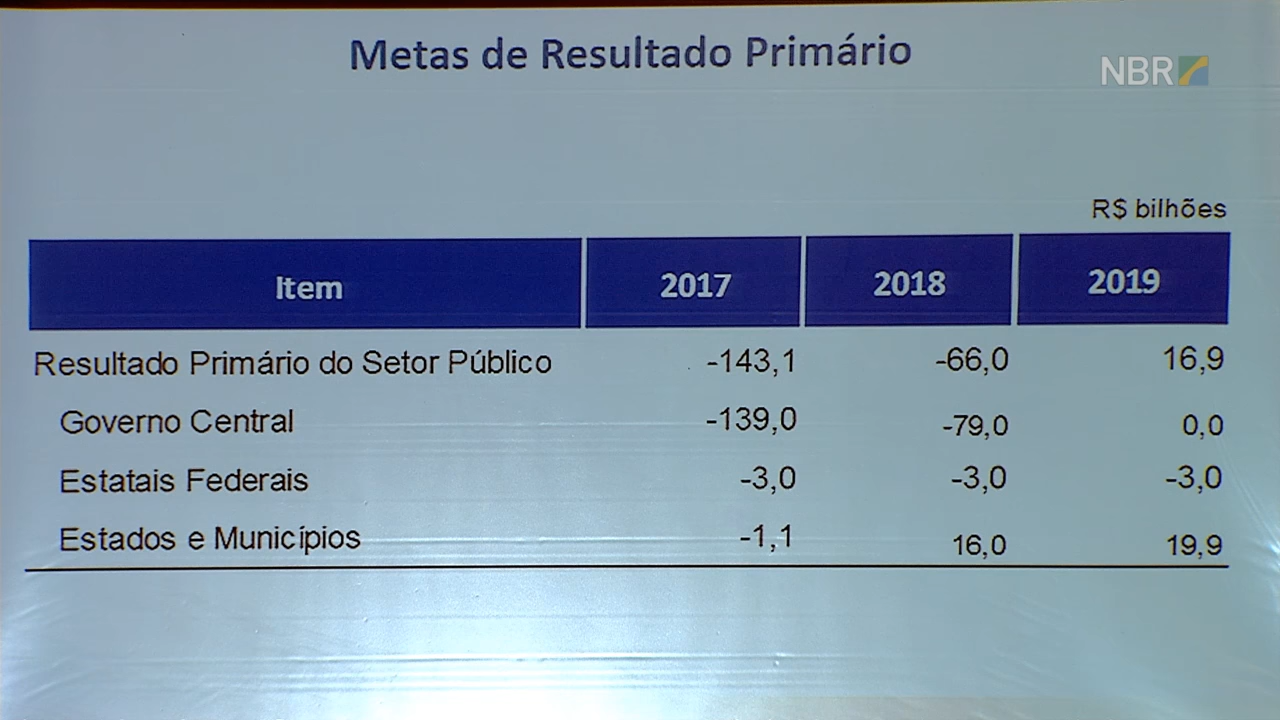 Metas de Resultado Primário
NBR
R$ bilhões
Item 2017 2018 2019
Resultado Primário do Setor Público -143,1 -66,0 16,9
Governo Central -139,0 -79,0 0,0
Estatais Federais -3,0 -3,0 -3,0
Estados e Municípios -1,1 16,0 19,9